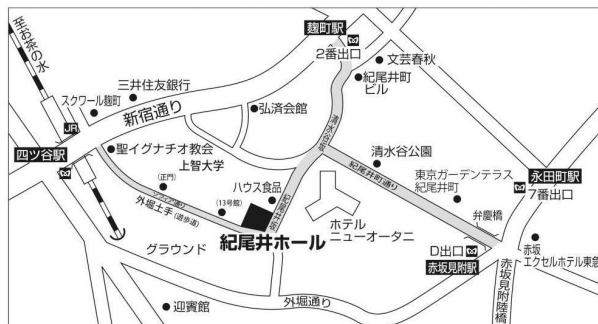 至お茶の水
麹町駅
2番出口
文芸春秋
紀尾井町
ビル
三井住友銀行
スクワール麹町
新宿通り
弘済会館
JR
四ツ谷駅
聖イグナチオ教会
上智大学
清水谷坂
清水谷公園
(正門)
ソフィア通り
外堀土手(遊歩道)
(13号館)
ハウス食品
紀尾井坂
紀尾井町通り
東京ガーデンテラス
紀尾井町
永田町駅
7番出口
弁慶橋
紀尾井ホール
ホテル
ニューオータニ
グラウンド
D出口
赤坂見附駅
赤坂
エクセルホテル東急
赤坂見附陸橋
迎賓館
外堀通り